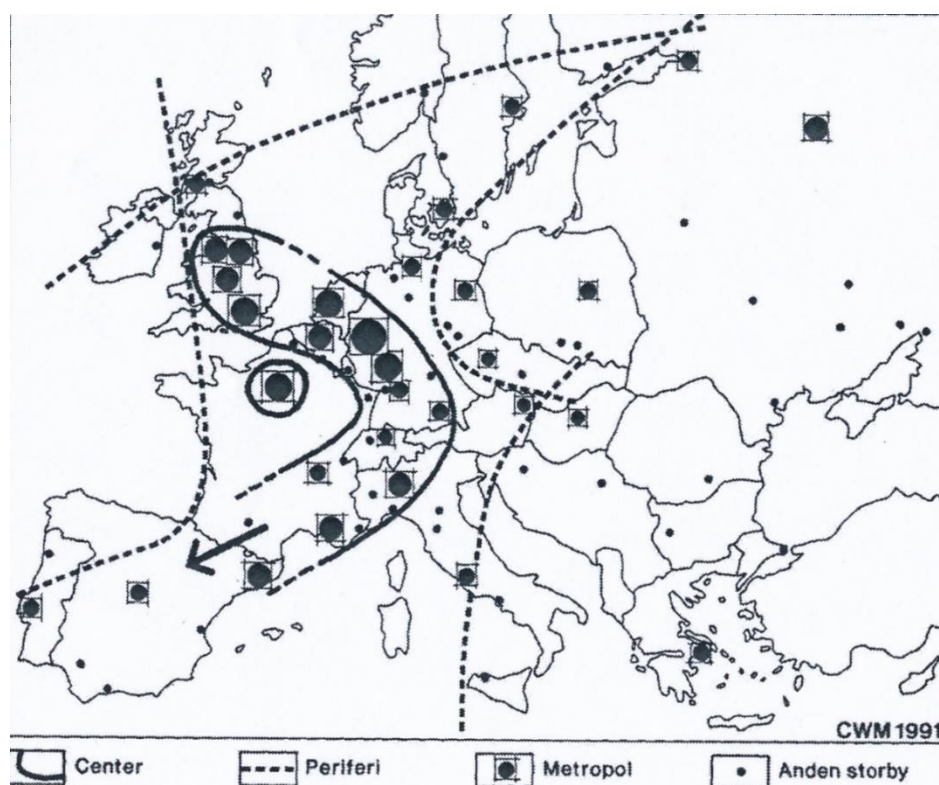 CWM 1991
Center
Periferi
Metropol
Anden storby